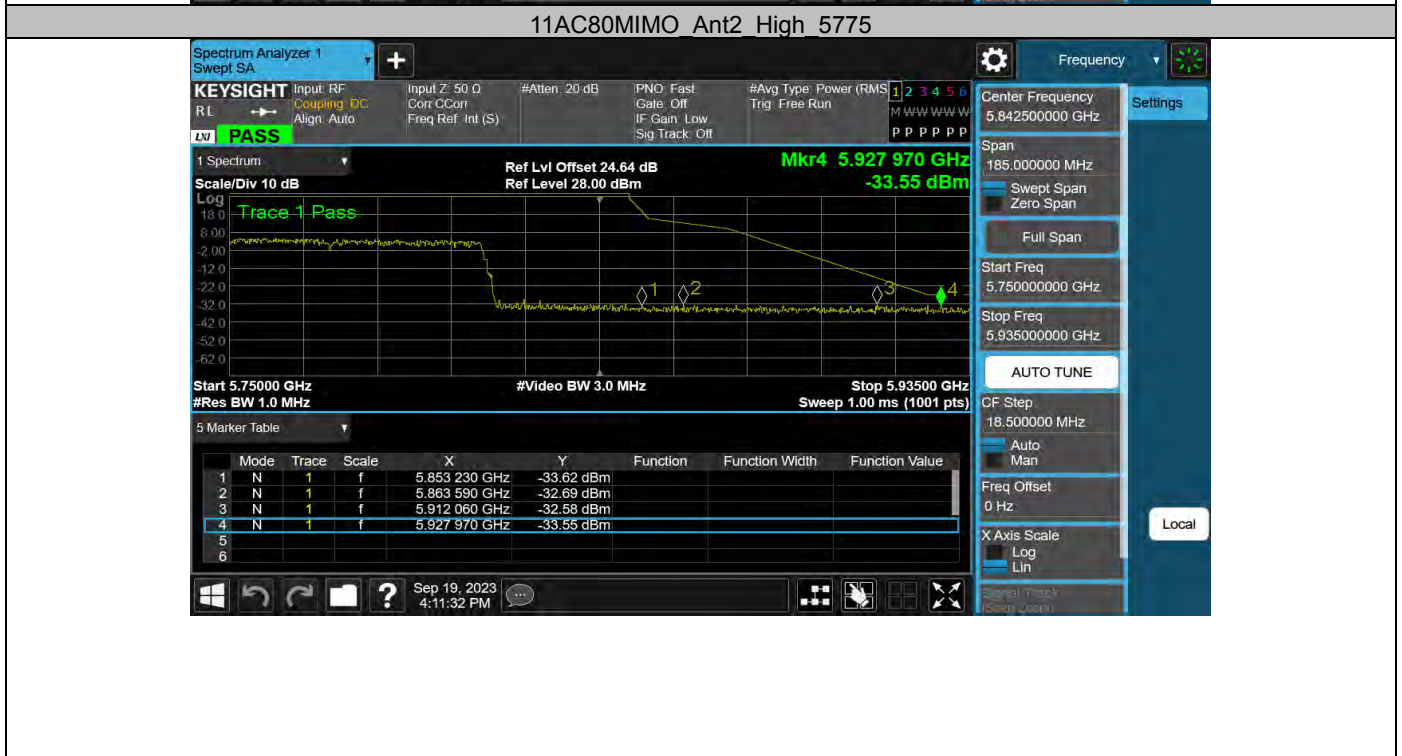 11AC80MIMO_Ant2_High_5775
Spectrum Analyzer 1
Swept SA
Frequency
KEYSIGHT
RL
LXI
PASS
Input: RF
Coupling: DC
Align: Auto
Input Z: 50 Ω
Corr CCorr
Freq Ref: Int (S)
#Atten: 20 dB
PNO: Fast
Gate: Off
IF Gain: Low
Sig Track: Off
#Avg Type: Power (RMS
Trig: Free Run
1 2 3 4 5 6
M W W W W W
P P P P P P
1 Spectrum
Scale/Div 10 dB
Ref Lvl Offset 24.64 dB
Ref Level 28.00 dBm
Mkr4 5.927 970 GHz
-33.55 dBm
Log
Trace 1 Pass
18.0
8.00
-2.00
-12.0
-22.0
-32.0
-42.0
-52.0
-62.0
1
2
3
4
Start 5.75000 GHz
#Res BW 1.0 MHz
#Video BW 3.0 MHz
Stop 5.93500 GHz
Sweep 1.00 ms (1001 pts)
5 Marker Table
Mode Trace Scale X Y Function Function Width Function Value
1 N 1 f 5.853 230 GHz -33.62 dBm
2 N 1 f 5.863 590 GHz -32.69 dBm
3 N 1 f 5.912 060 GHz -32.58 dBm
4 N 1 f 5.927 970 GHz -33.55 dBm
5
6
Sep 19, 2023
4:11:32 PM
Center Frequency
5.842500000 GHz
Settings
Span
185.000000 MHz
Swept Span
Zero Span
Full Span
Start Freq
5.750000000 GHz
Stop Freq
5.935000000 GHz
AUTO TUNE
CF Step
18.500000 MHz
Auto
Man
Freq Offset
0 Hz
Local
X Axis Scale
Log
Lin
Signal Track